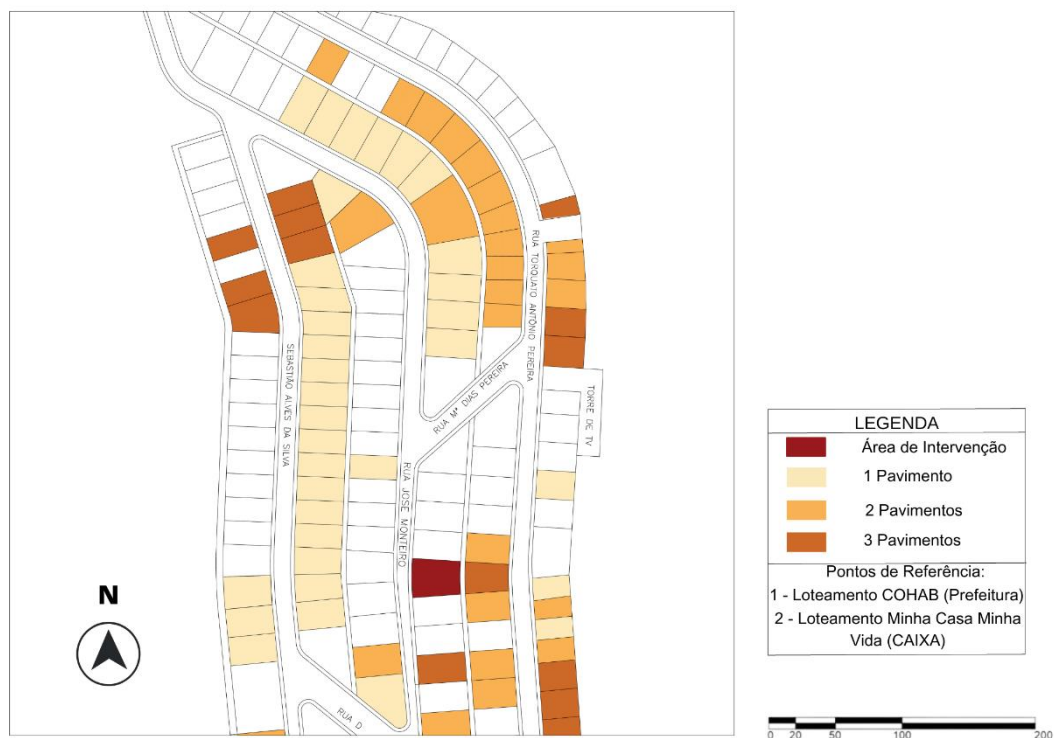 RUA TORQUATO ANTÔNIO PEREIRA
SEBASTIÃO ALVES DA SILVA
RUA Mª DIAS PEREIRA
TORRE DE TV
RUA JOSÉ MONTEIRO
RUA D
N
LEGENDA
Área de Intervenção
1 Pavimento
2 Pavimentos
3 Pavimentos
Pontos de Referência:
1 - Loteamento COHAB (Prefeitura)
2 - Loteamento Minha Casa Minha
Vida (CAIXA)
0 20 50 100 200